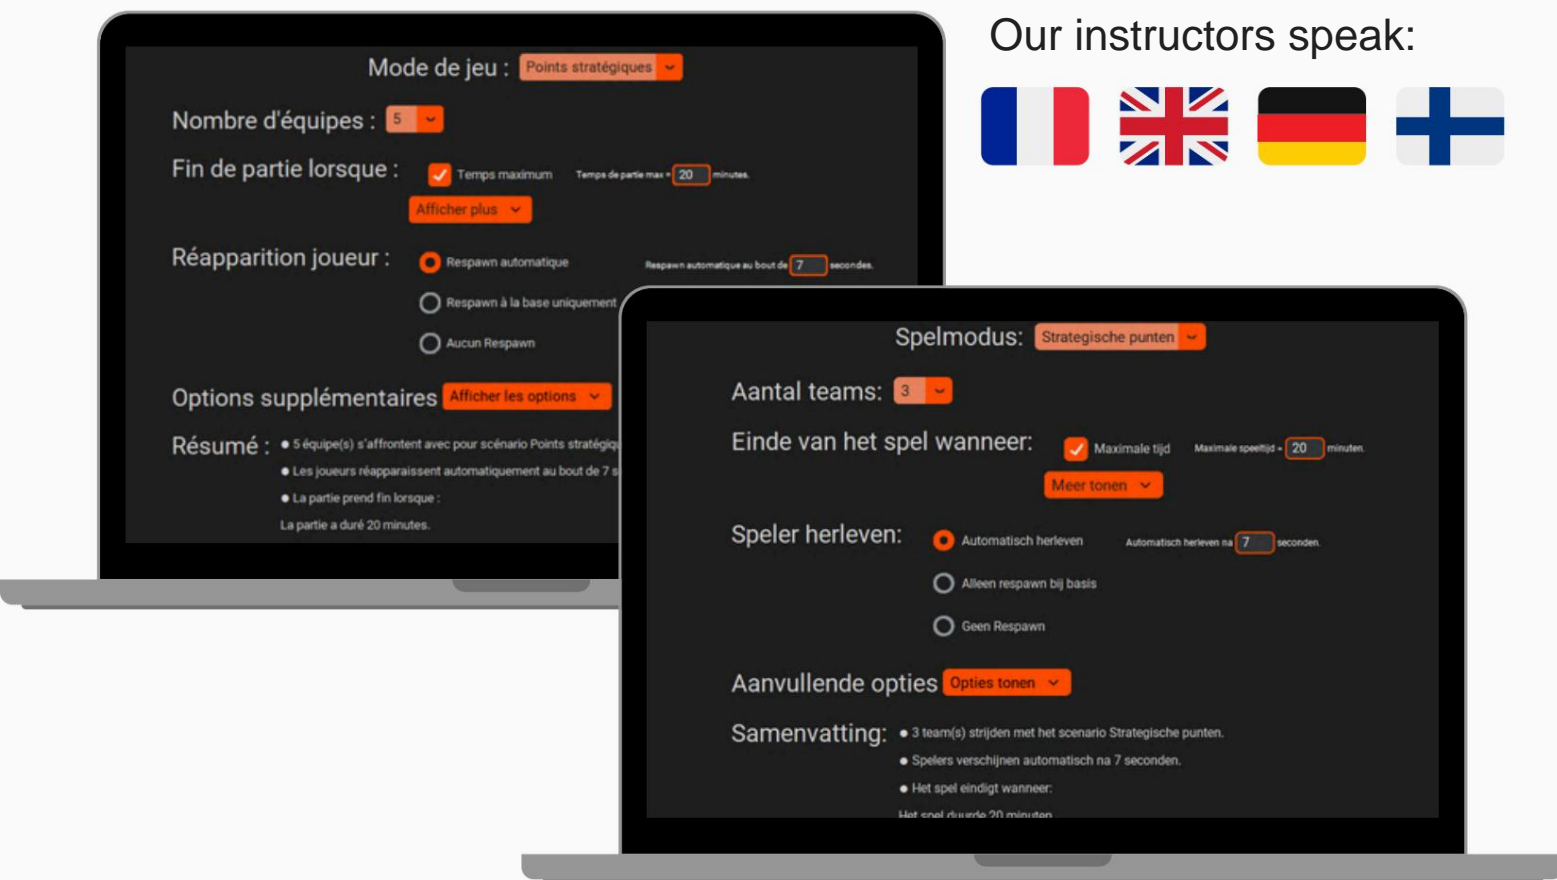 Our instructors speak:
Mode de jeu : Points stratégiques
Nombre d'équipes : 5
Fin de partie lorsque : Temps maximum Temps de partie max = 20 minutes.
Afficher plus
Réapparition joueur : Respawn automatique Respawn automatique au bout de 7 secondes.
Respawn à la base uniquement
Aucun Respawn
Options supplémentaires Afficher les options
Résumé : ● 5 équipe(s) s'affrontent avec pour scénario Points
● Les joueurs réapparaissent automatiquement au bout de 7
● La partie prend fin lorsque :
La partie a duré 20 minutes.
Spelmodus: Strategische punten
Aantal teams: 3
Einde van het spel wanneer: Maximale tijd Maximale speeltijd = 20 minuten.
Meer tonen
Speler herleven: Automatisch herleven Automatisch herleven na 7 seconden.
Alleen respawn bij basis
Geen Respawn
Aanvullende opties Opties tonen
Samenvatting: ● 3 team(s) strijden met het scenario Strategische punten.
● Spelers verschijnen automatisch na 7 seconden.
● Het spel eindigt wanneer:
Het spel duurde 20 minuten